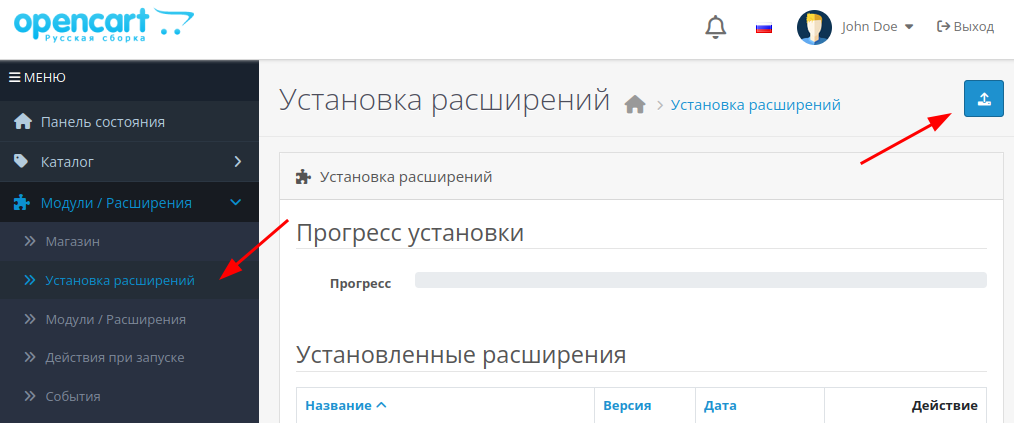 opencart
Русская сборка
John Doe
Выход
МЕНЮ
Панель состояния
Каталог
Модули / Расширения
Магазин
Установка расширений
Модули / Расширения
Действия при запуске
События
Установка расширений
Установка расширений
Установка расширений
Прогресс установки
Прогресс
Установленные расширения
Название Версия Дата Действие